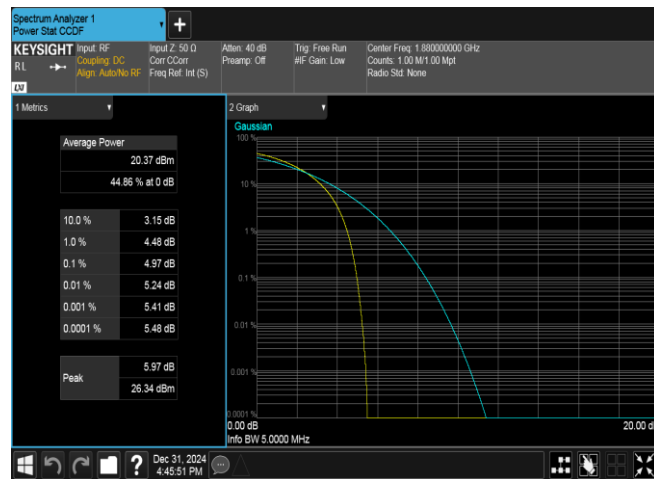 Spectrum Analyzer 1
Power Stat CCDF
+
KEYSIGHT
RL
LXI
Input: RF
Coupling: DC
Align: Auto/No RF
Input Z: 50 Ω
Corr CCorr
Freq Ref: Int (S)
Atten: 40 dB
Preamp: Off
Trig: Free Run
#IF Gain: Low
Center Freq: 1.880000000 GHz
Counts: 1.00 M/1.00 Mpt
Radio Std: None
1 Metrics
Average Power
20.37 dBm
44.86 % at 0 dB
10.0 % 3.15 dB
1.0 % 4.48 dB
0.1 % 4.97 dB
0.01 % 5.24 dB
0.001 % 5.41 dB
0.0001 % 5.48 dB
Peak
5.97 dB
26.34 dBm
2 Graph
Gaussian
100 %
10 %
1 %
0.1 %
0.01 %
0.001 %
0.0001 %
0.00 dB
20.00 d
Info BW 5.0000 MHz
?
Dec 31, 2024
4:45:51 PM